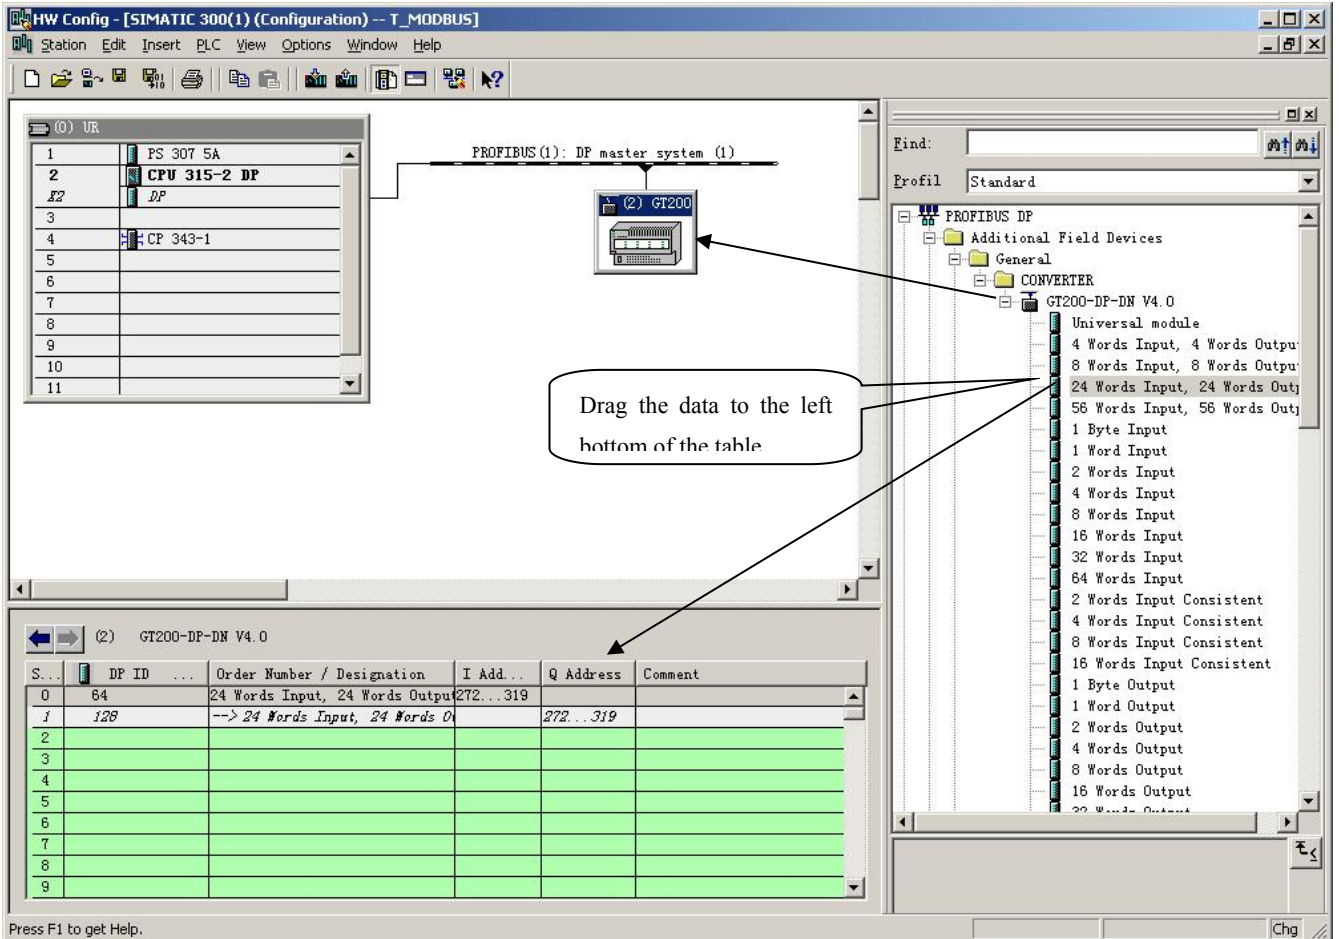 HW Config - [SIMATIC 300(1) (Configuration) -- T_MODBUS]
Station Edit Insert PLC View Options Window Help
(0) UR
1 PS 307 5A
2 CPU 315-2 DP
X2 DP
3
4 CP 343-1
5
6
7
8
9
10
11
PROFIBUS(1): DP master system (1)
(2) GT200
Drag the data to the left
bottom of the table
Find:
Profil Standard
PROFIBUS DP
Additional Field Devices
General
CONVERTER
GT200-DP-DN V4.0
Universal module
4 Words Input, 4 Words Outpu
8 Words Input, 8 Words Outpu
24 Words Input, 24 Words Out
56 Words Input, 56 Words Out
1 Byte Input
1 Word Input
2 Words Input
4 Words Input
8 Words Input
16 Words Input
32 Words Input
64 Words Input
2 Words Input Consistent
4 Words Input Consistent
8 Words Input Consistent
16 Words Input Consistent
1 Byte Output
1 Word Output
2 Words Output
4 Words Output
8 Words Output
16 Words Output
32 Words Output
(2) GT200-DP-DN V4.0
S... DP ID ... Order Number / Designation I Add... Q Address Comment
0 64 24 Words Input, 24 Words Output 272...319
1 128 --> 24 Words Input, 24 Words O 272...319
2
3
4
5
6
7
8
9
Press F1 to get Help.
Chg